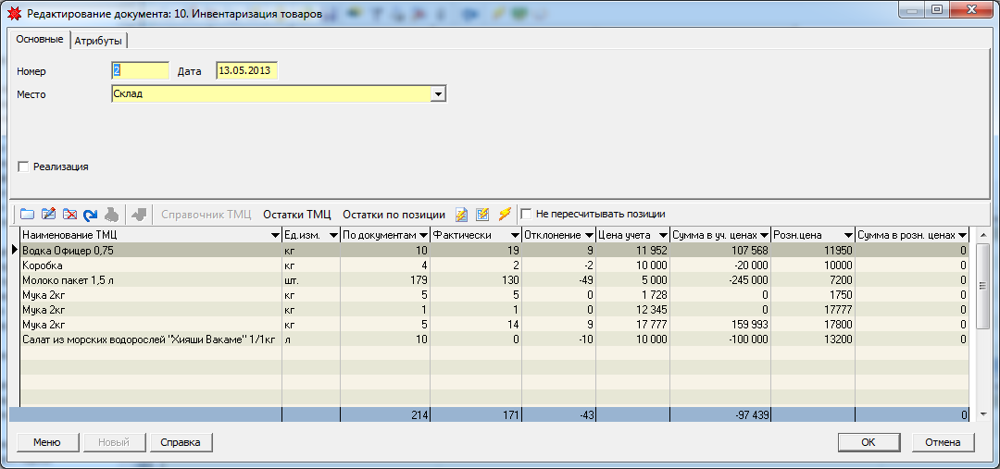 Редактирование документа: 10. Инвентаризация товаров
Основные Атрибуты
Номер 2 Дата 13.05.2013
Место Склад
Реализация
Справочник ТМЦ Остатки ТМЦ Остатки по позиции Не пересчитывать позиции
Наименование ТМЦ Ед.изм. По документам Фактически Отклонение Цена учета Сумма в уч. ценах Розн.цена Сумма в розн. ценах
Водка Офицер 0,75 кг 10 19 9 11 952 107 568 11950 0
Коробка кг 4 2 -2 10 000 -20 000 10000 0
Молоко пакет 1,5 л шт. 179 130 -49 5 000 -245 000 7200 0
Мука 2кг кг 5 5 0 1 728 0 1750 0
Мука 2кг кг 1 1 0 12 345 0 17777 0
Мука 2кг кг 5 14 9 17 777 159 993 17800 0
Салат из морских водорослей "Хияши Вакаме" 1/1кг л 10 0 -10 10 000 -100 000 13200 0
214 171 -43 -97 439 0
Меню Новый Справка OK Отмена